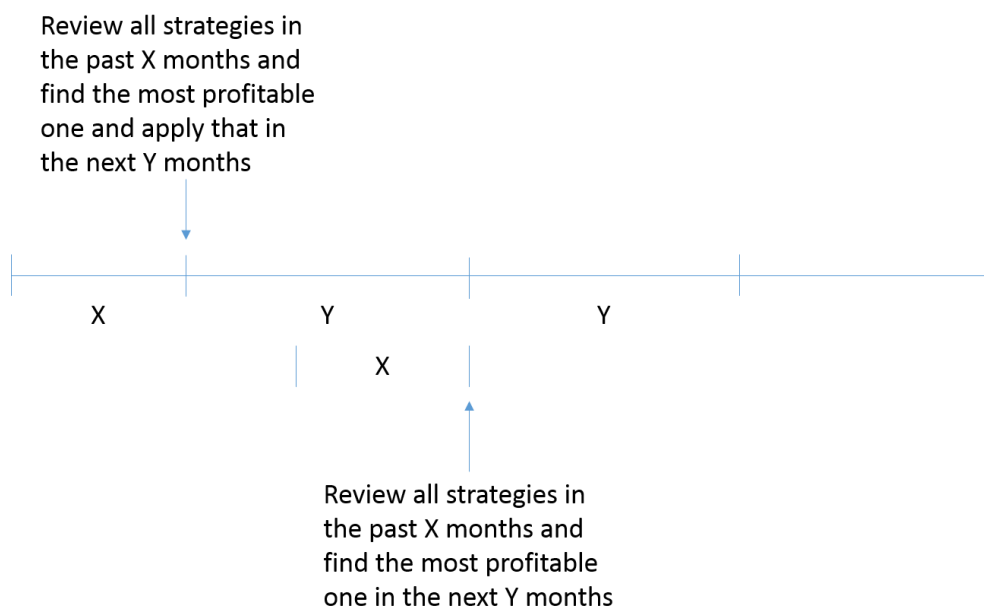 Review all strategies in
the past X months and
find the most profitable
one and apply that in
the next Y months
X
Y
Y
X
Review all strategies in
the past X months and
find the most profitable
one in the next Y months